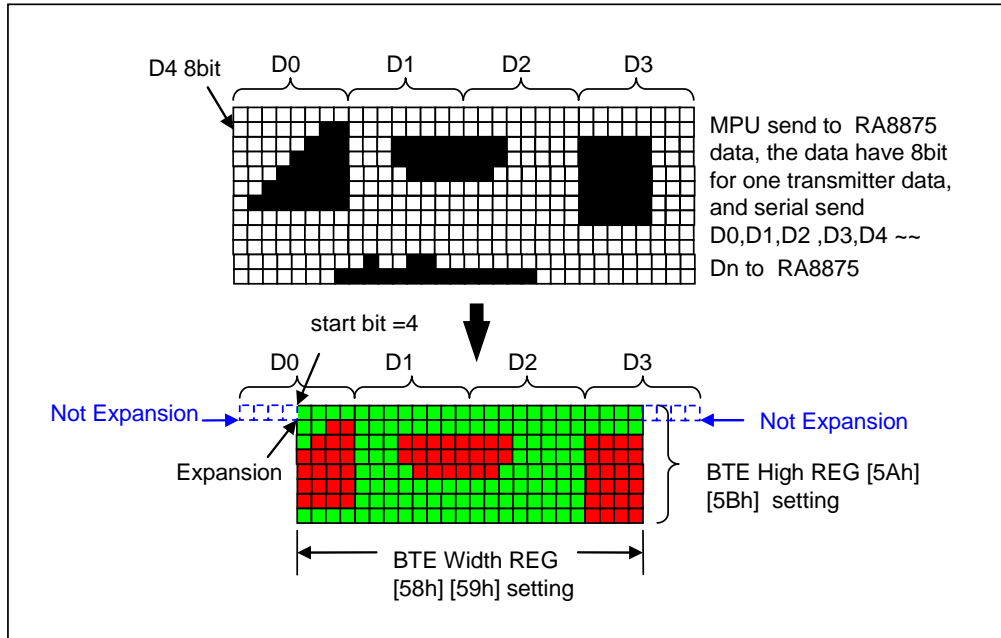 D4 8bit
D0
D1
D2
D3
MPU send to RA8875
data, the data have 8bit
for one transmitter data,
and serial send
D0,D1,D2 ,D3,D4 ~~
Dn to RA8875
start bit =4
D0
D1
D2
D3
Not Expansion
Not Expansion
Expansion
BTE High REG [5Ah]
[5Bh] setting
BTE Width REG
[58h] [59h] setting